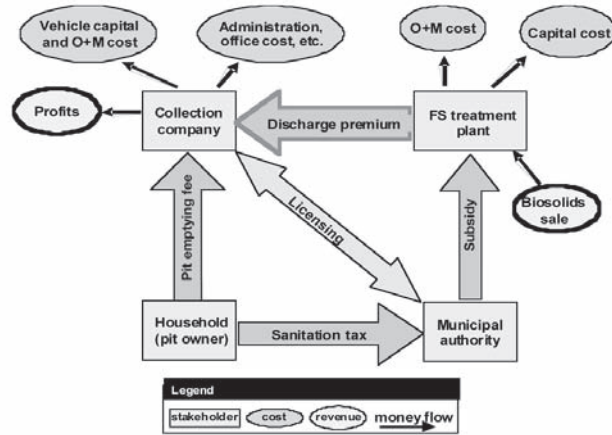 Vehicle capital
and O+M cost
Administration,
office cost, etc.
O+M cost
Capital cost
Profits
Collection
company
Discharge premium
FS treatment
plant
Biosolids
sale
Pit emptying fee
Licensing
Subsidy
Household
(pit owner)
Sanitation tax
Municipal
authority
Legend
stakeholder
cost
revenue
money flow